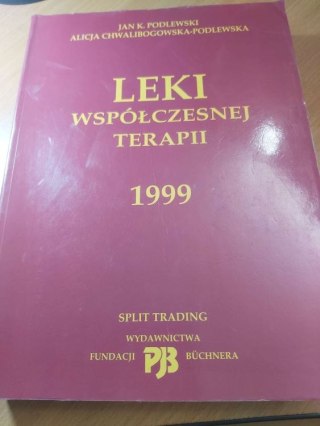 JAN K. PODLEWSKI
ALICJA CHWALIBOGOWSKA-PODLEWSKA
LEKI
WSPÓŁCZESNEJ
TERAPII
1999
SPLIT TRADING
WYDAWNICTWA
FUNDACJI PJB BÜCHNERA